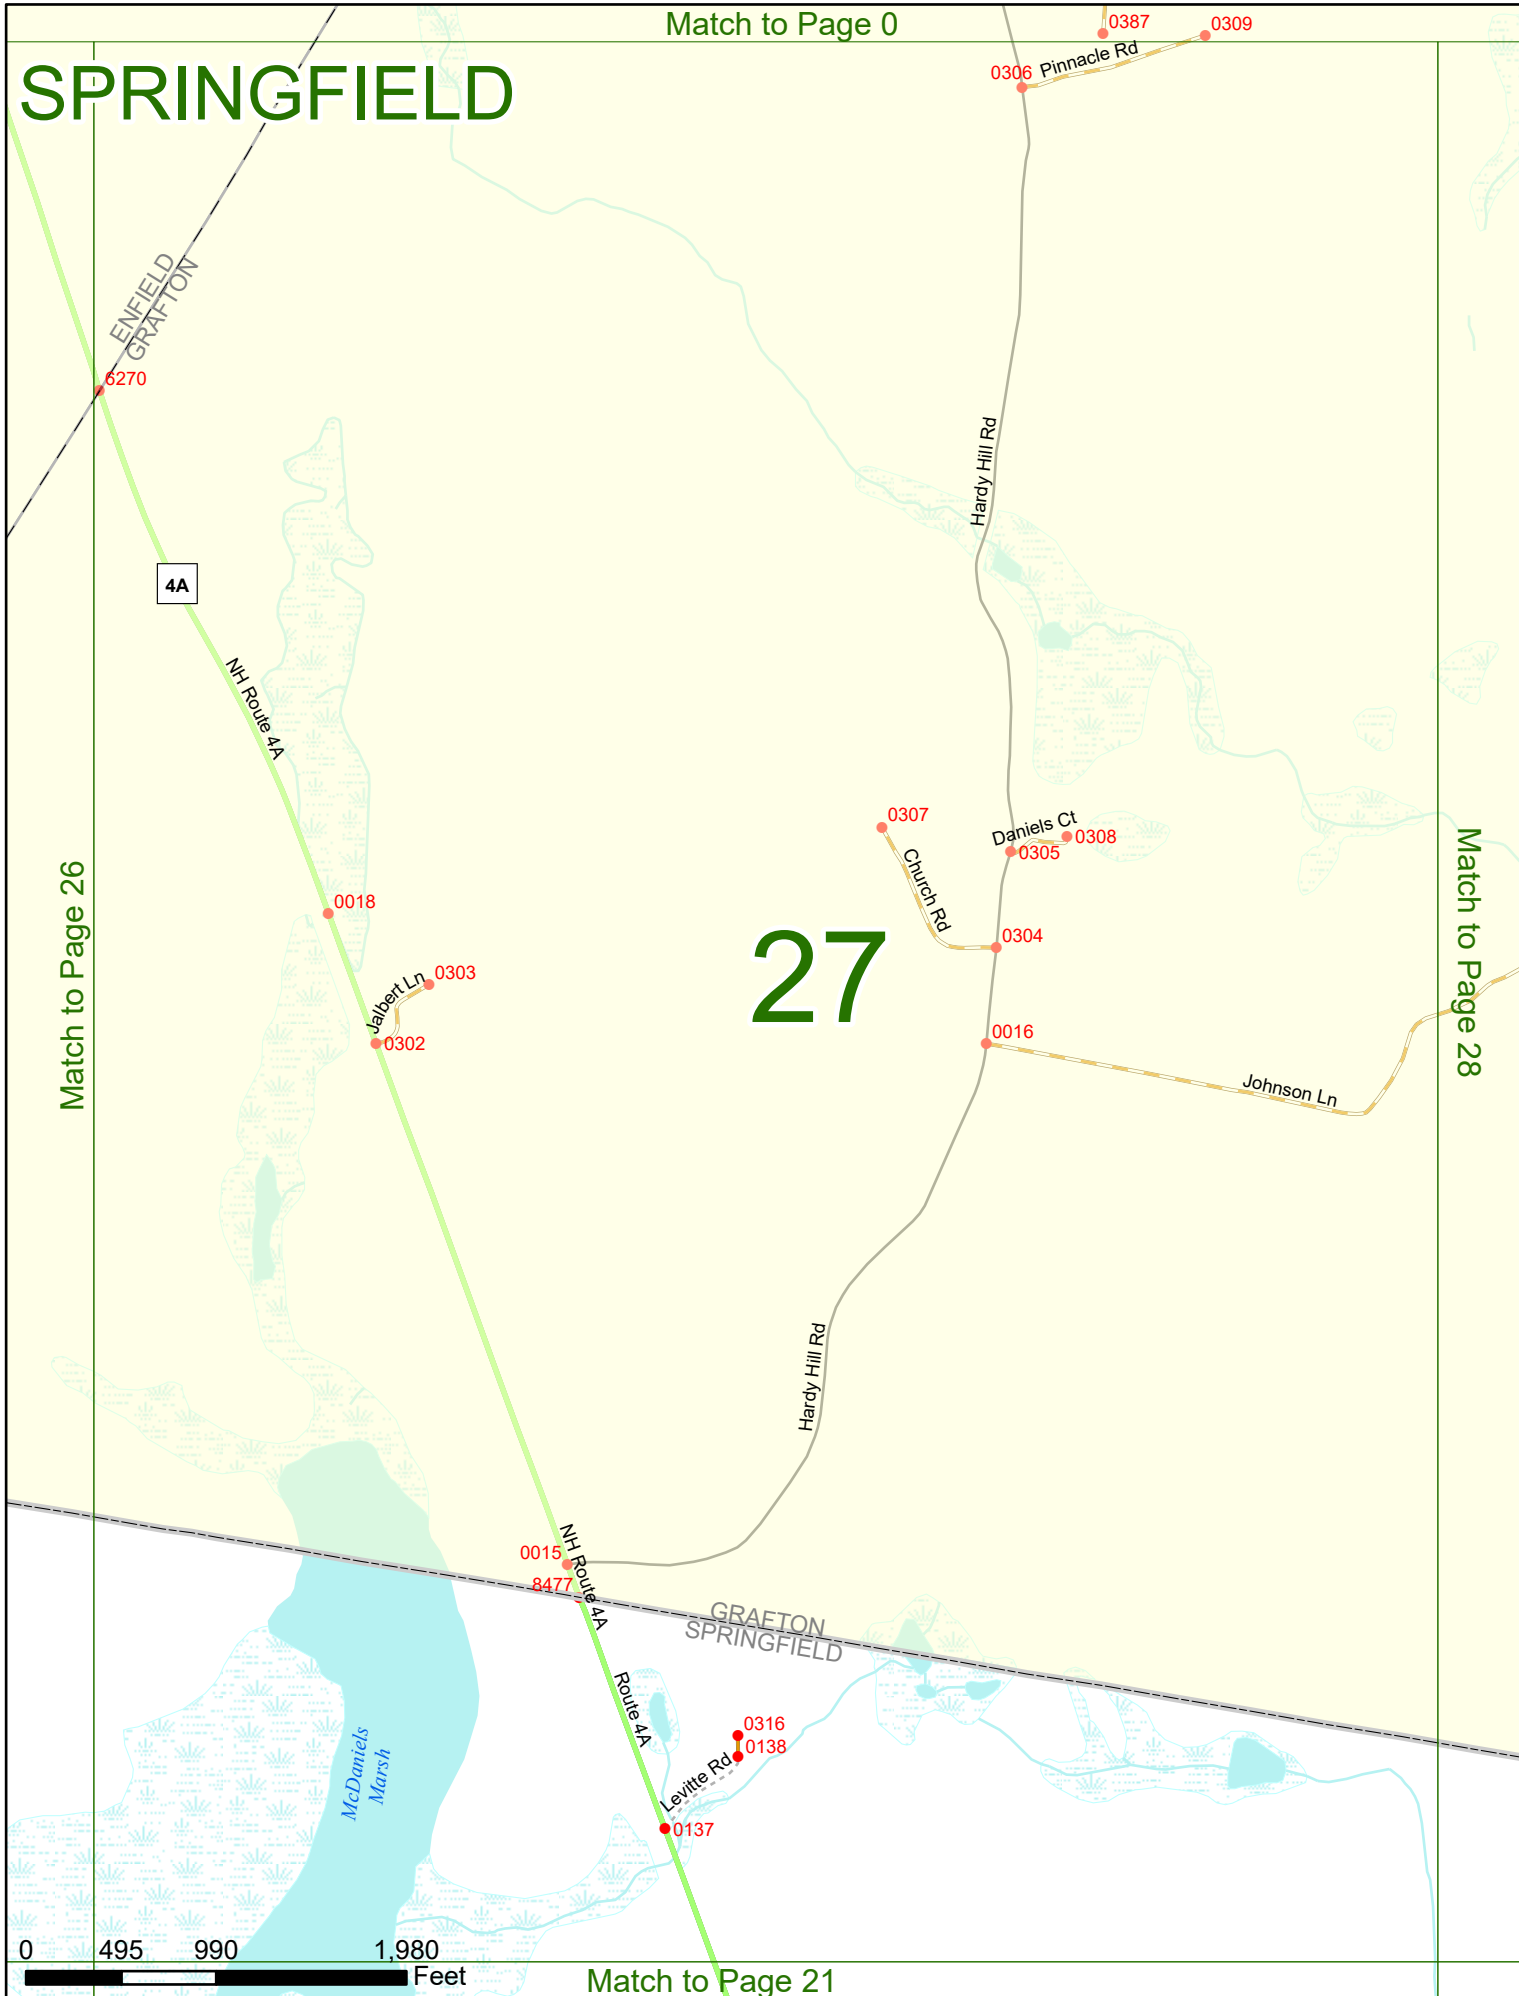 Match to Page 0
0387
0309
Pinnacle Rd
0306
SPRINGFIELD
ENFIELD
GRAFTON
6270
Hardy Hill Rd
4A
NH Route 4A
0307
Daniels Ct
0308
0305
Church Rd
Match to Page 26
Match to Page 28
0018
0304
27
0303
Jalbert Ln
0302
0016
Johnson Ln
Hardy Hill Rd
NH Route 4A
0015
8477
GRAFTON
SPRINGFIELD
Route 4A
0316
0138
Levitte Rd
McDaniels
Marsh
0137
0 495 990 1,980
Feet
Match to Page 21